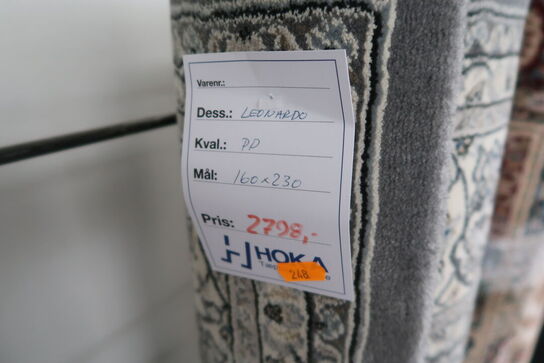 Varenr.:
Dess.: LEONARDO
Kval.: PD
Mål.: 160x230
Pris: 2798,-
HOKA
248